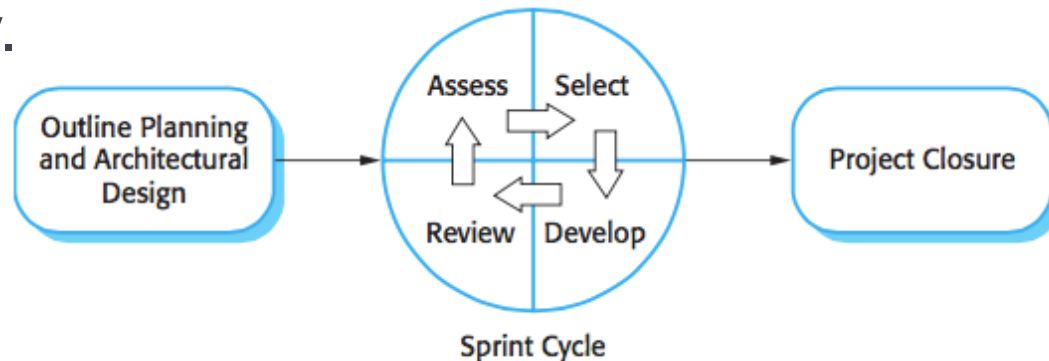 Outline Planning
and Architectural
Design
Assess
Select
Review
Develop
Sprint Cycle
Project Closure